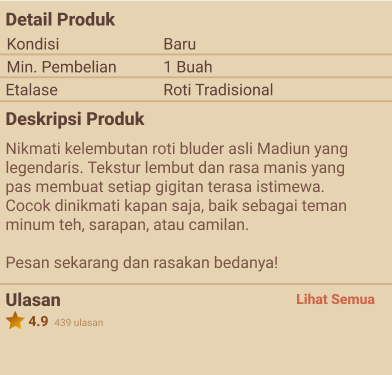 Detail Produk
Kondisi Baru
Min. Pembelian 1 Buah
Etalase Roti Tradisional
Deskripsi Produk
Nikmati kelembutan roti bluder asli Madiun yang
legendaris. Tekstur lembut dan rasa manis yang
pas membuat setiap gigitan terasa istimewa.
Cocok dinikmati kapan saja, baik sebagai teman
minum teh, sarapan, atau camilan.
Pesan sekarang dan rasakan bedanya!
Ulasan Lihat Semua
4.9 439 ulasan